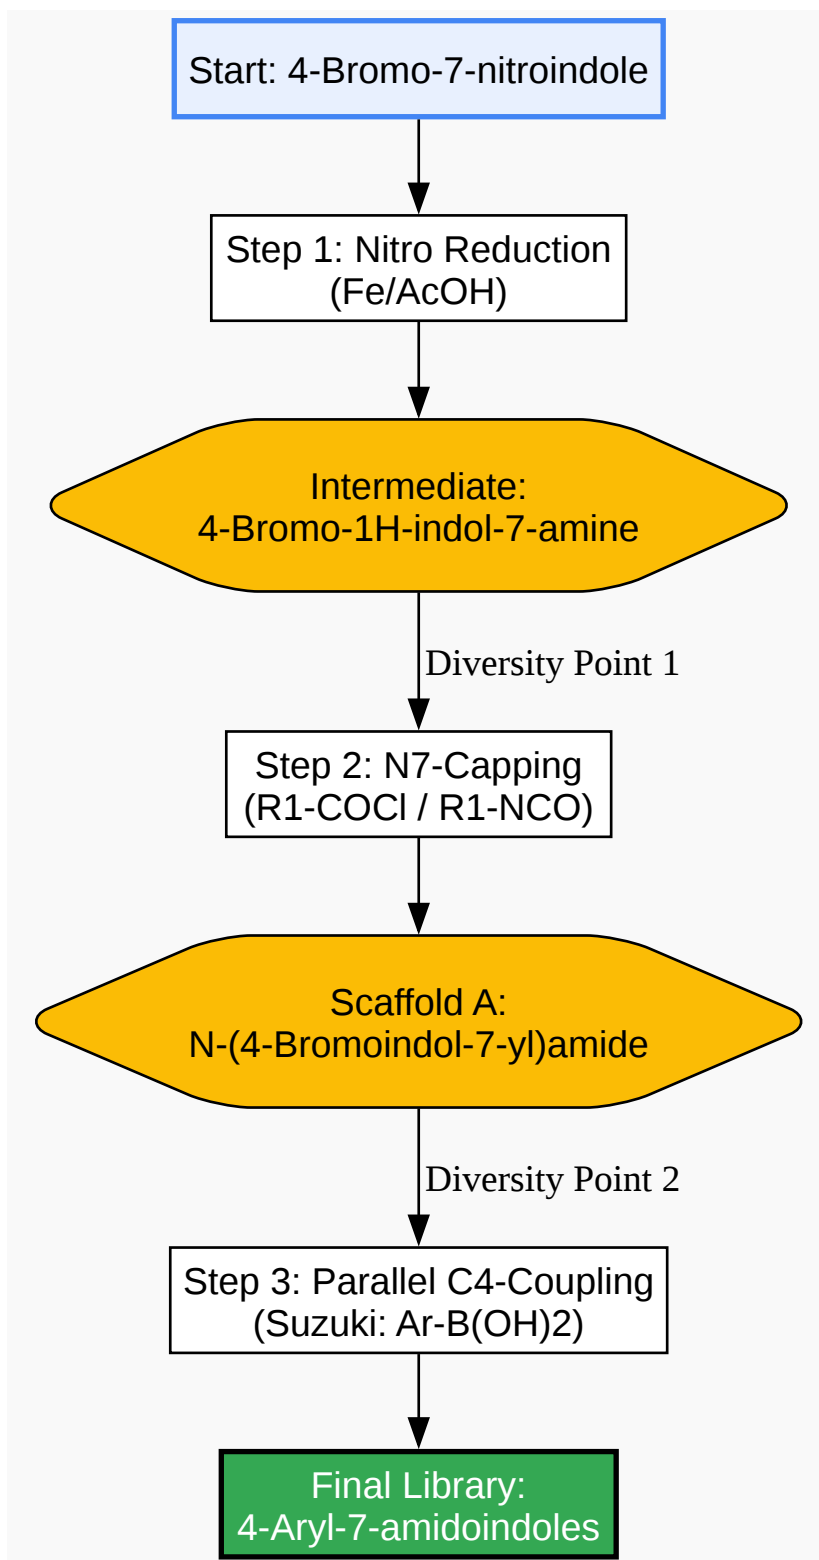 Start: 4-Bromo-7-nitroindole
Step 1: Nitro Reduction
(Fe/AcOH)
Intermediate:
4-Bromo-1H-indol-7-amine
Diversity Point 1
Step 2: N7-Capping
(R1-COCl / R1-NCO)
Scaffold A:
N-(4-Bromoindol-7-yl)amide
Diversity Point 2
Step 3: Parallel C4-Coupling
(Suzuki: Ar-B(OH)2)
Final Library:
4-Aryl-7-amidoindoles